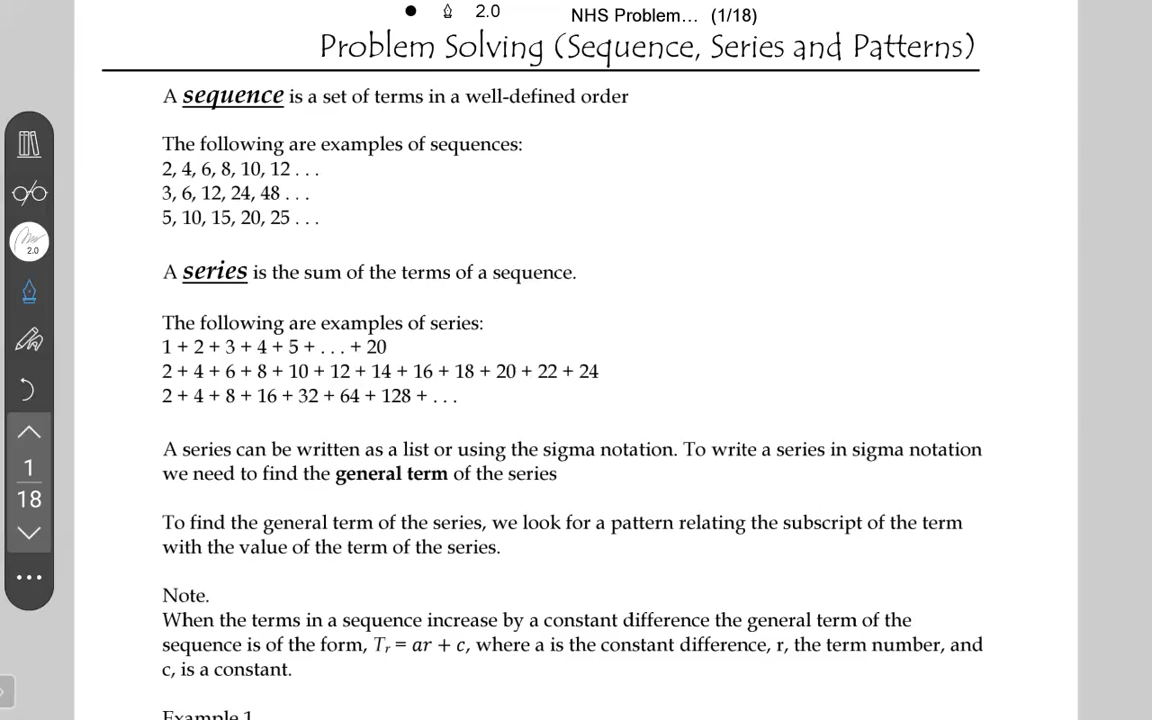 2.0 NHS Problem... (1/18)
Problem Solving (Sequence, Series and Patterns)
A sequence is a set of terms in a well-defined order
The following are examples of sequences:
2, 4, 6, 8, 10, 12 . . .
3, 6, 12, 24, 48 . . .
5, 10, 15, 20, 25 . . .
A series is the sum of the terms of a sequence.
The following are examples of series:
1 + 2 + 3 + 4 + 5 + . . . + 20
2 + 4 + 6 + 8 + 10 + 12 + 14 + 16 + 18 + 20 + 22 + 24
2 + 4 + 8 + 16 + 32 + 64 + 128 + . . .
A series can be written as a list or using the sigma notation. To write a series in sigma notation
we need to find the general term of the series
To find the general term of the series, we look for a pattern relating the subscript of the term
with the value of the term of the series.
Note.
When the terms in a sequence increase by a constant difference the general term of the
sequence is of the form, Tᵣ = ar + c, where a is the constant difference, r, the term number, and
c, is a constant.
Example 1
2.0
1
18